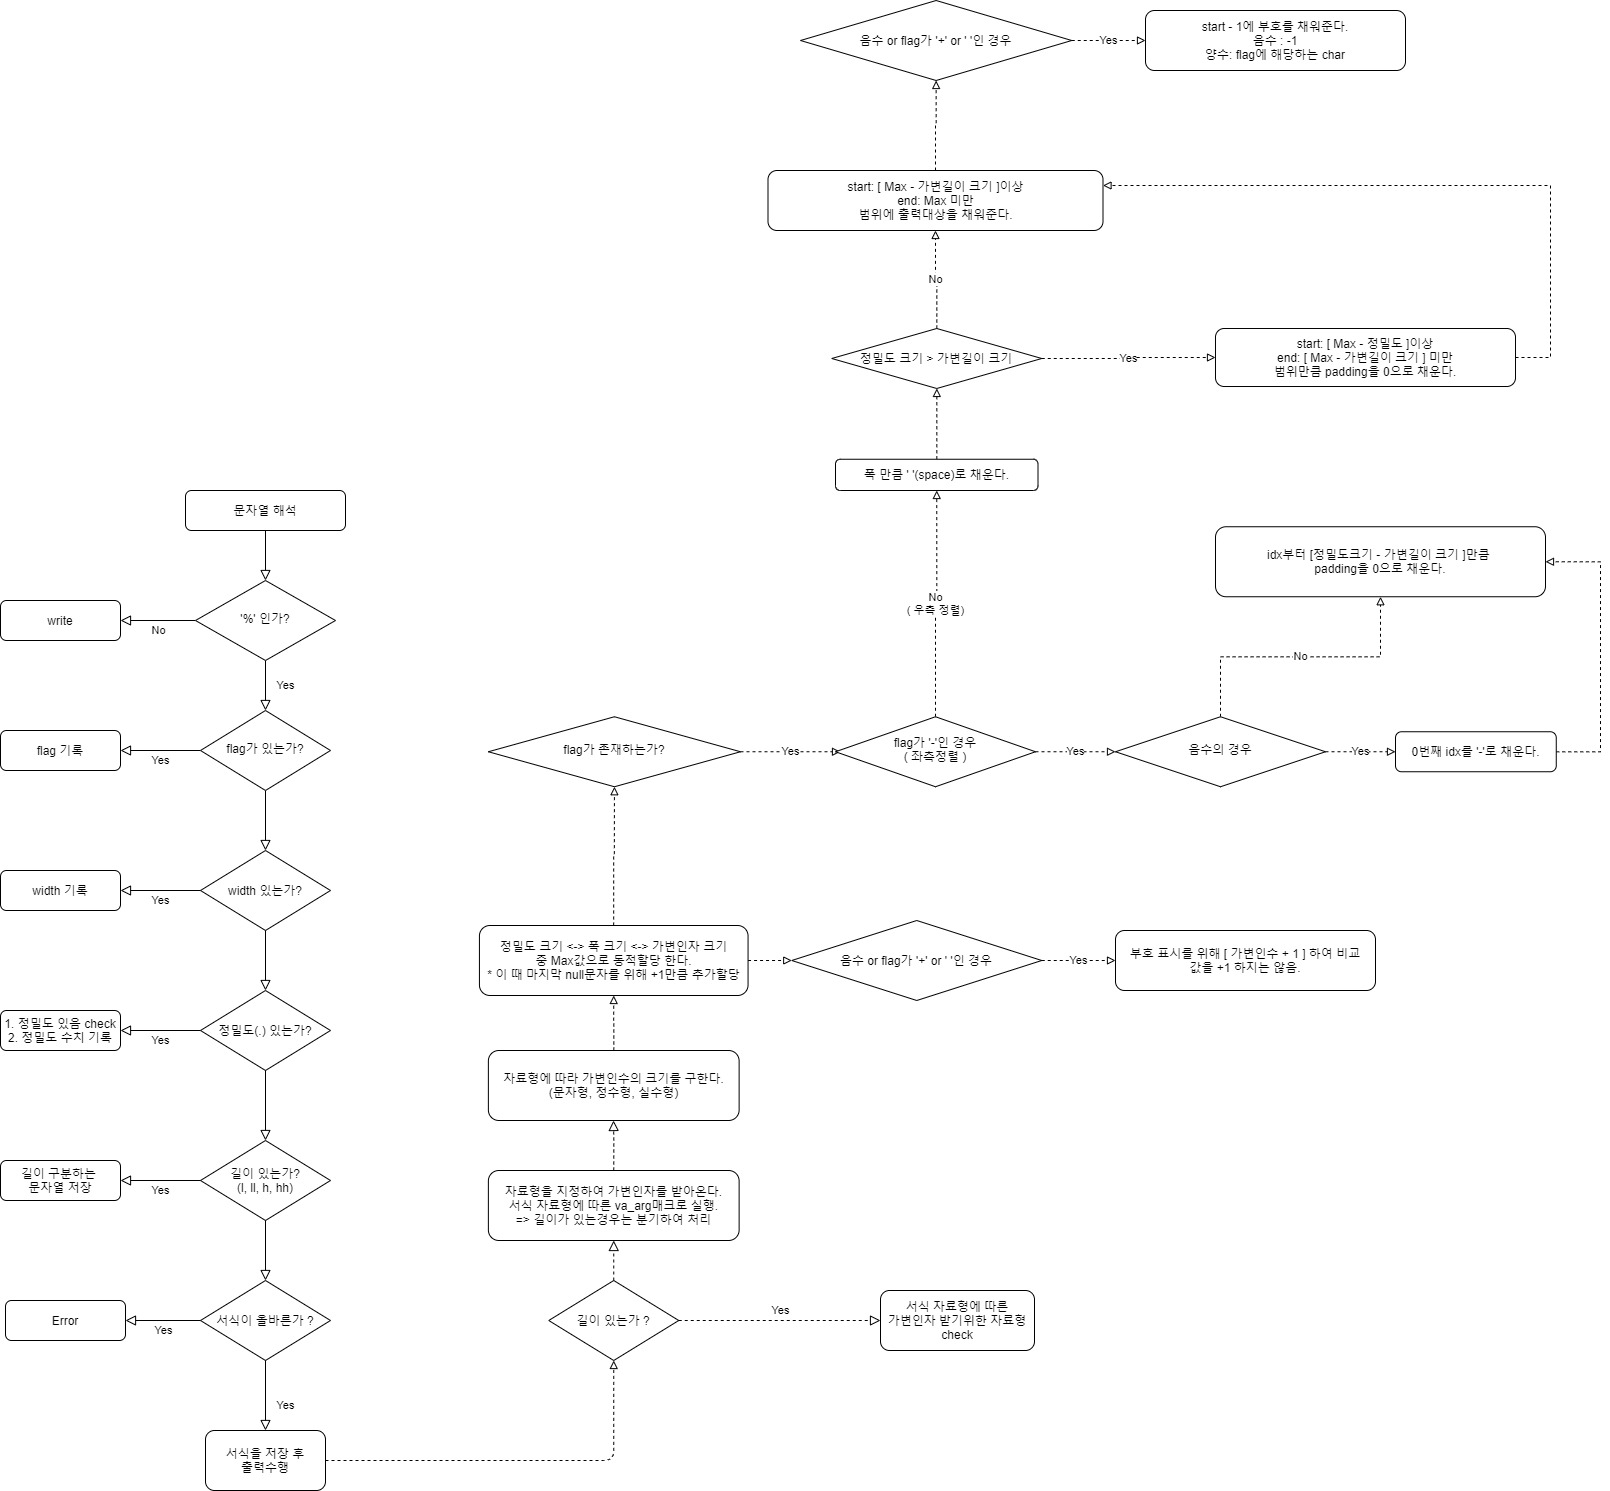 음수 or flag가 '+' or ' '인 경우
Yes
start - 1에 부호를 채워준다.
음수 : -1
양수: flag에 해당하는 char
start: [ Max - 가변길이 크기 ]이상
end: Max 미만
범위에 출력대상을 채워준다.
No
정밀도 크기 > 가변길이 크기
Yes
start: [ Max - 정밀도 ]이상
end: [ Max - 가변길이 크기 ] 미만
범위만큼 padding을 0으로 채운다.
폭 만큼 ' '(space)로 채운다.
No
( 우측 정렬)
idx부터 [정밀도크기 - 가변길이 크기 ]만큼
padding을 0으로 채운다.
No
flag가 존재하는가?
Yes
flag가 '-'인 경우
( 좌측정렬 )
Yes
음수의 경우
Yes
0번째 idx를 '-'로 채운다.
문자열 해석
'%' 인가?
No
write
Yes
flag가 있는가?
Yes
flag 기록
width 있는가?
Yes
width 기록
정밀도(.) 있는가?
Yes
1. 정밀도 있음 check
2. 정밀도 수치 기록
길이 있는가?
(l, ll, h, hh)
Yes
길이 구분하는
문자열 저장
서식이 올바른가 ?
Yes
Error
Yes
서식을 저장 후
출력수행
정밀도 크기 <-> 폭 크기 <-> 가변인자 크기
중 Max값으로 동적할당 한다.
* 이 때 마지막 null문자를 위해 +1만큼 추가할당
음수 or flag가 '+' or ' '인 경우
Yes
부호 표시를 위해 [ 가변인수 + 1 ] 하여 비교
값을 +1 하지는 않음.
자료형에 따라 가변인수의 크기를 구한다.
(문자형, 정수형, 실수형)
자료형을 지정하여 가변인자를 받아온다.
서식 자료형에 따른 va_arg매크로 실행.
=> 길이가 있는경우는 분기하여 처리
길이 있는가 ?
Yes
서식 자료형에 따른
가변인자 받기위한 자료형
check